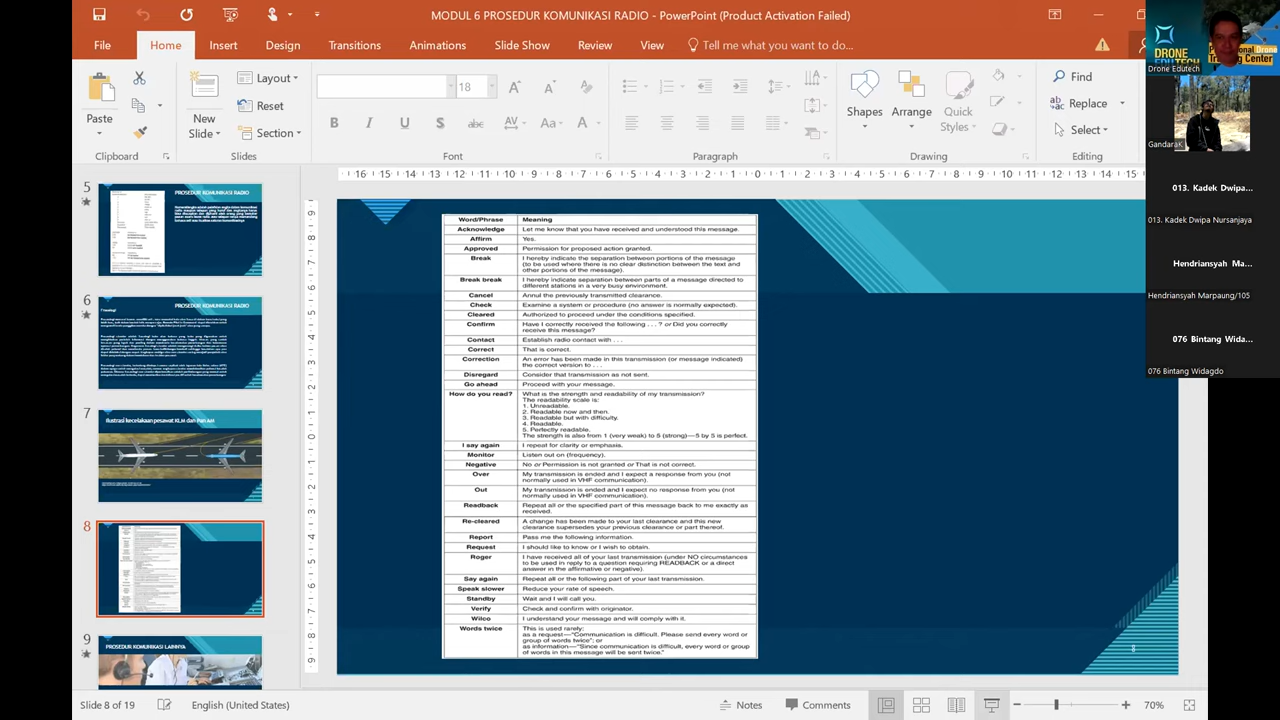 MODUL 6 PROSEDUR KOMUNIKASI RADIO - PowerPoint (Product Activation Failed)
File Home Insert Design Transitions Animations Slide Show Review View Tell me what you want to do...
Paste
New
Slide
Layout
Reset
Section
18
Shapes
Arrange
Quick
Styles
Find
Replace
Select
Clipboard Slides Font Paragraph Drawing Editing
DRONE
Drone Edutech
Training Center
GandaraK
013. Kadek Dwipa...
013. Kadek Dwipa Nursanjaya
Hendriansyah Ma...
Hendriansyah Marpaung/105
076 Bintang Wida...
076 Bintang Widagdo
5
PROSEDUR KOMUNIKASI RADIO
6
PROSEDUR KOMUNIKASI RADIO
7
Ilustrasi kecelakaan pesawat KLM dan Pan AM
8
9
PROSEDUR KOMUNIKASI LAINNYA
Word/Phrase Meaning
Acknowledge Let me know that you have received and understood this message.
Affirm Yes.
Approved Permission for proposed action granted.
Break I hereby indicate the separation between portions of the message
(to be used where there is no clear distinction between the text and
other portions of the message).
Break break I hereby indicate separation between parts of a message directed to
different stations in a very busy environment.
Cancel Annul the previously transmitted clearance.
Check Examine a system or procedure (no answer is normally expected).
Cleared Authorized to proceed under the conditions specified.
Confirm Have I correctly received the following . . . ? or Did you correctly
receive this message?
Contact Establish radio contact with . . .
Correct That is correct.
Correction An error has been made in this transmission (or message indicated)
the correct version to . . .
Disregard Consider that transmission as not sent.
Go ahead Proceed with your message.
How do you read? What is the strength and readability of my transmission?
The readability scale is:
1. Unreadable.
2. Readable now and then.
3. Readable but with difficulty.
4. Readable.
5. Perfectly readable.
The strength is also from 1 (very weak) to 5 (strong)—5 by 5 is perfect.
I say again I repeat for clarity or emphasis.
Monitor Listen out on (frequency).
Negative No or Permission is not granted or That is not correct.
Over My transmission is ended and I expect a response from you (not
normally used in VHF communication).
Out My transmission is ended and I expect no response from you (not
normally used in VHF communication).
Readback Repeat all or the specified part of this message back to me exactly as
received.
Re-cleared A change has been made to your last clearance and this new
clearance supersedes your previous clearance or part thereof.
Report Pass me the following information.
Request I should like to know or I wish to obtain.
Roger I have received all of your last transmission (under NO circumstances
to be used in reply to a question requiring READBACK or a direct
answer in the affirmative or negative).
Say again Repeat all or the following part of your last transmission.
Speak slower Reduce your rate of speech.
Standby Wait and I will call you.
Verify Check and confirm with originator.
Wilco I understand your message and will comply with it.
Words twice This is used rarely:
as a request—"Communication is difficult. Please send every word or
group of words twice"; or
as information—"Since communication is difficult, every word or group
of words in this message will be sent twice."
8
Slide 8 of 19 English (United States) Notes Comments 70%